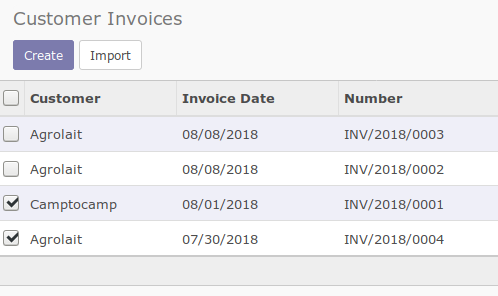 Customer Invoices
Create Import
Customer Invoice Date Number
Agrolait 08/08/2018 INV/2018/0003
Agrolait 08/08/2018 INV/2018/0002
Camptocamp 08/01/2018 INV/2018/0001
Agrolait 07/30/2018 INV/2018/0004